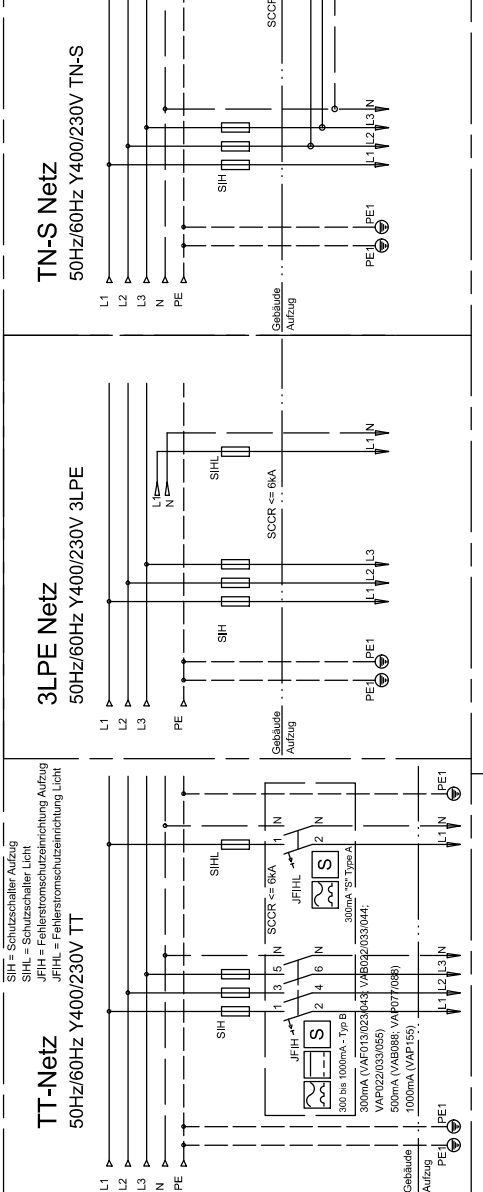 SIH = Schutzschalter Aufzug
SIHL = Schutzschalter Licht
JFIH = Fehlerstromschutzeinrichtung Aufzug
JFIHL = Fehlerstromschutzeinrichtung Licht
TT-Netz
50Hz/60Hz Y400/230V TT
L1
L2
L3
N
PE
SIH
SIHL
SCCR <= 6kA
1 3 5 N
JFIH
2 4 6 N
S
300 bis 1000mA - Typ B
1 N
JFIHL
2 N
S
300mA "S" Type A
300mA (VAF013/023/043; VAB022/033/044;
VAP022/033/055)
500mA (VAB088; VAP077/088)
1000mA (VAP155)
Gebäude
Aufzug
PE1
PE1
L1 L2 L3 N
L1 N
PE1
3LPE Netz
50Hz/60Hz Y400/230V 3LPE
L1
L2
L3
PE
L1
N
SIH
SIHL
SCCR <= 6kA
Gebäude
Aufzug
PE1
PE1
L1 L2 L3
L1 N
TN-S Netz
50Hz/60Hz Y400/230V TN-S
L1
L2
L3
N
PE
SIH
SCCR
Gebäude
Aufzug
PE1
PE1
L1 L2 L3 N